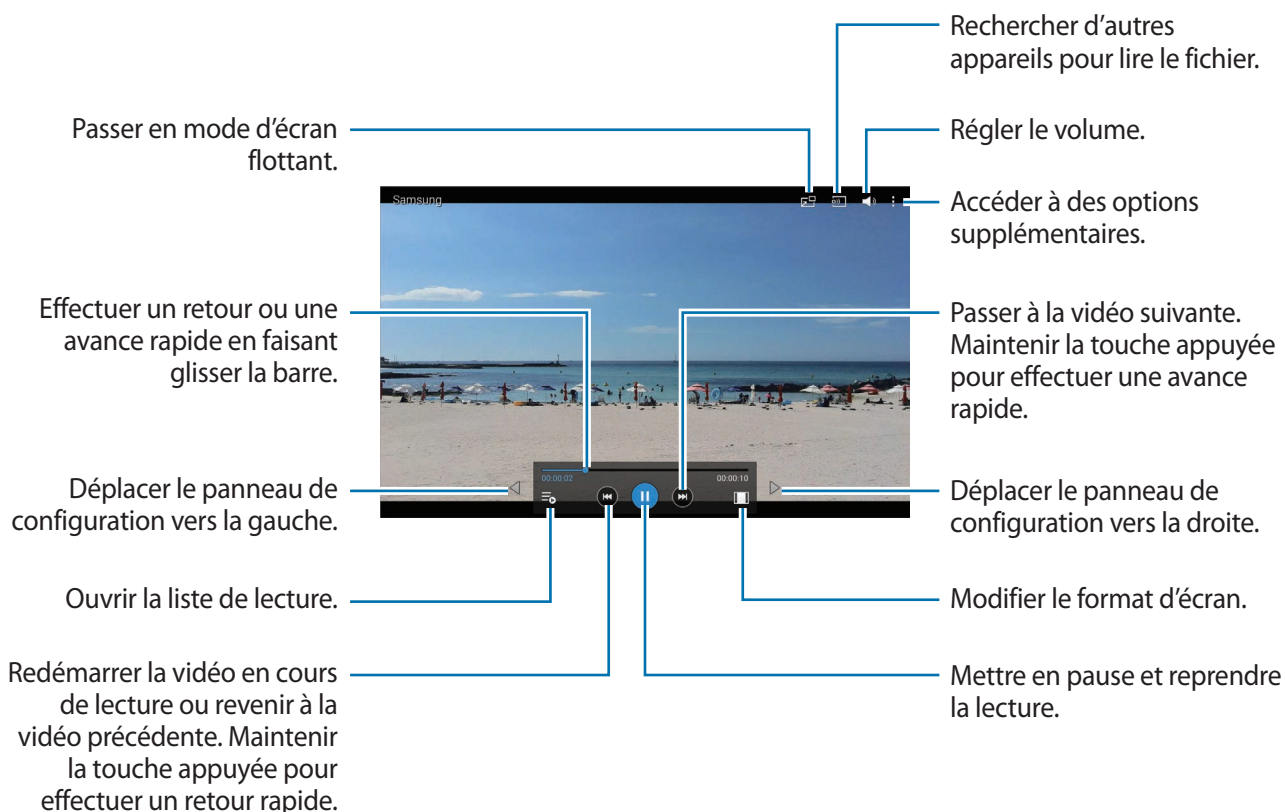 Rechercher d'autres
appareils pour lire le fichier.
Passer en mode d'écran
flottant.
Régler le volume.
Samsung
Accéder à des options
supplémentaires.
Effectuer un retour ou une
avance rapide en faisant
glisser la barre.
Passer à la vidéo suivante.
Maintenir la touche appuyée
pour effectuer une avance
rapide.
00:00:02
00:00:10
Déplacer le panneau de
configuration vers la gauche.
Déplacer le panneau de
configuration vers la droite.
Ouvrir la liste de lecture.
Modifier le format d'écran.
Redémarrer la vidéo en cours
de lecture ou revenir à la
vidéo précédente. Maintenir
la touche appuyée pour
effectuer un retour rapide.
Mettre en pause et reprendre
la lecture.